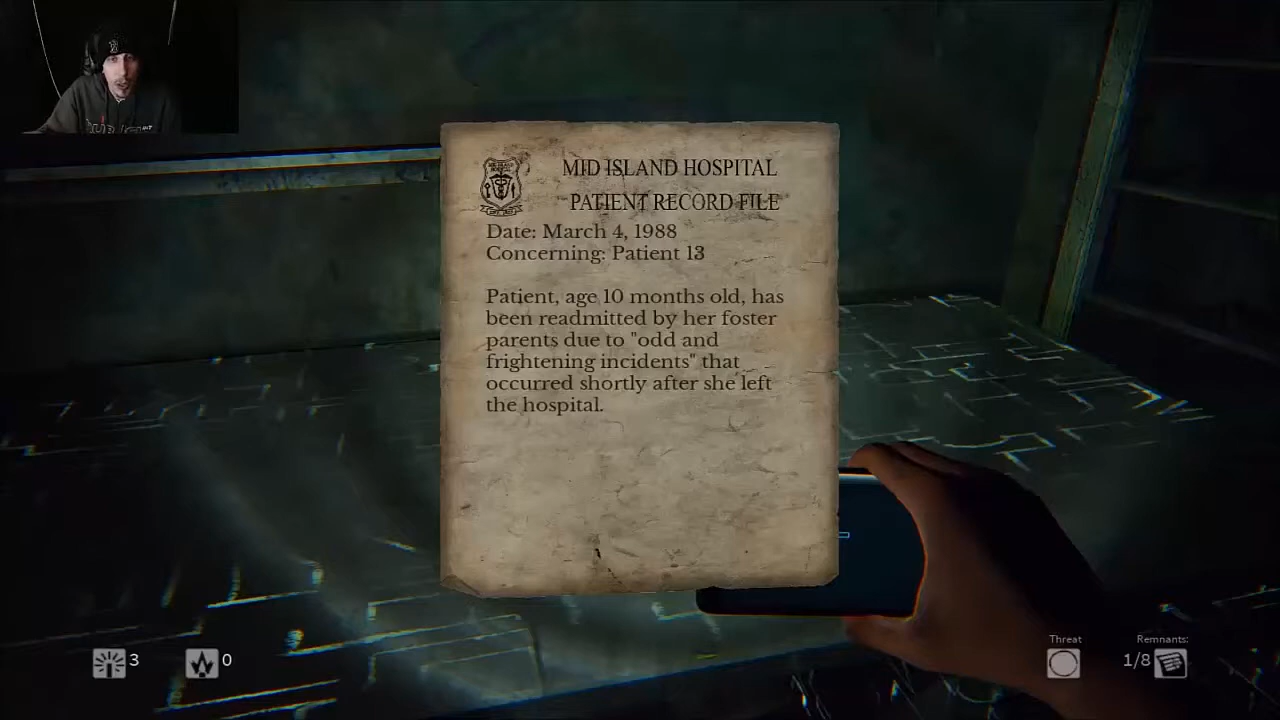 MID ISLAND HOSPITAL
PATIENT RECORD FILE
Date: March 4, 1988
Concerning: Patient 13
Patient, age 10 months old, has
been readmitted by her foster
parents due to "odd and
frightening incidents" that
occurred shortly after she left
the hospital.
Threat
Remnants:
3
0
1/8